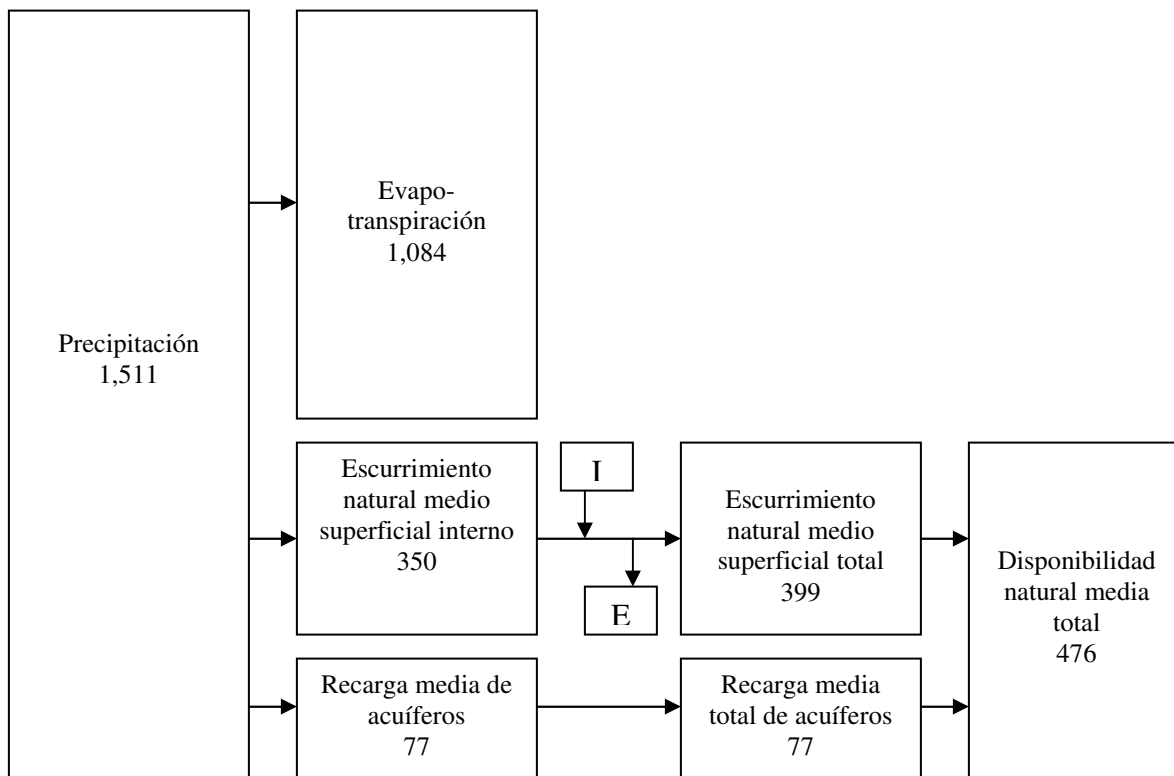 Precipitación
1,511
Evapo-
transpiración
1,084
Escurrimiento
natural medio
superficial interno
350
I
E
Escurrimiento
natural medio
superficial total
399
Disponibilidad
natural media
total
476
Recarga media de
acuíferos
77
Recarga media
total de acuíferos
77